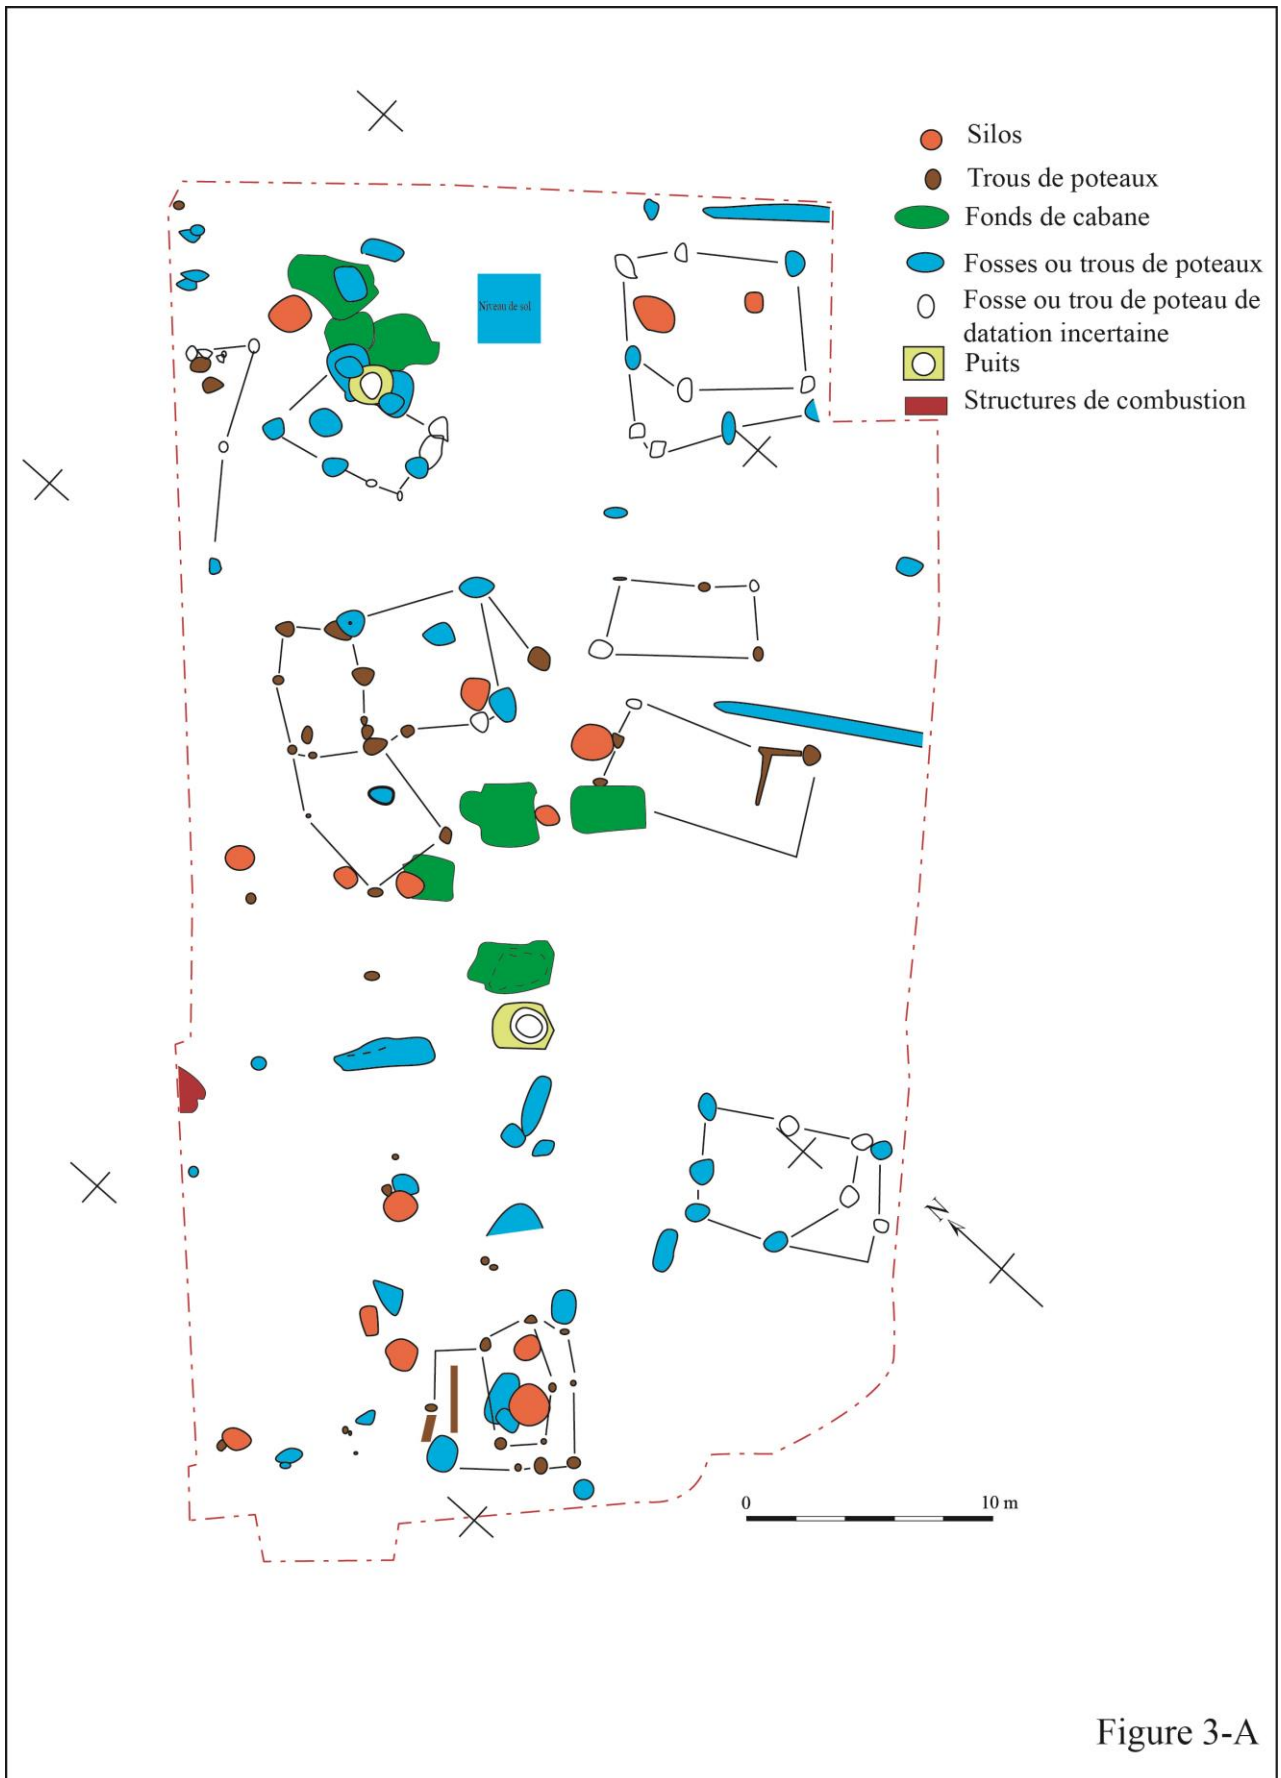 Silos
Trous de poteaux
Fonds de cabane
Fosses ou trous de poteaux
Fosse ou trou de poteau de
datation incertaine
Puits
Structures de combustion
Niveau de sol
N
0 10 m
Figure 3-A